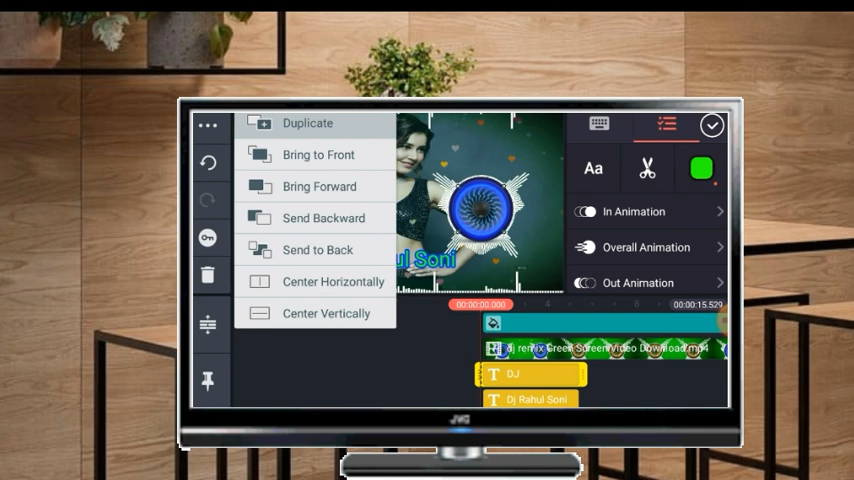 Duplicate
Bring to Front
Bring Forward
Send Backward
Send to Back
Center Horizontally
Center Vertically
ul Soni
Aa
In Animation
Overall Animation
Out Animation
00:00:00.000
4
8
00:00:15.529
dj remix Green Screen Video Download.mp4
T DJ
T Dj Rahul Soni
JVC